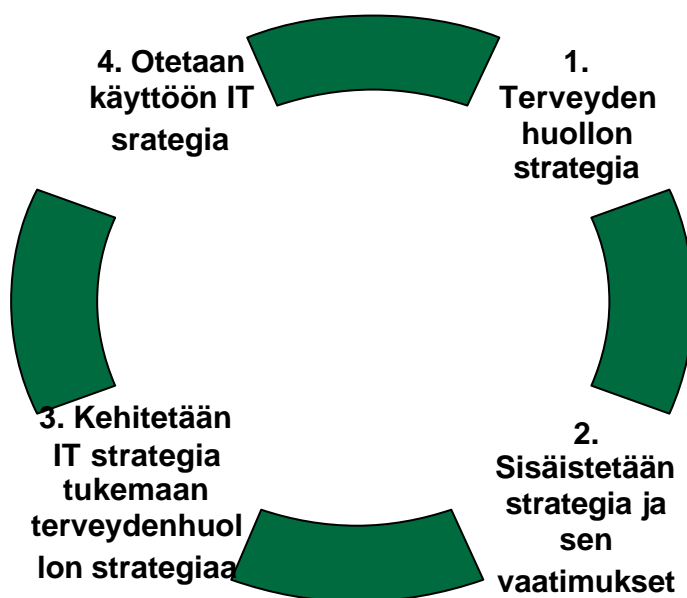 1.
Terveyden
huollon
strategia
2.
Sisäistetään
strategia ja
sen
vaatimukset
3. Kehitetään
IT strategia
tukemaan
terveydenhuol
lon strategiaa
4. Otetaan
käyttöön IT
srategia